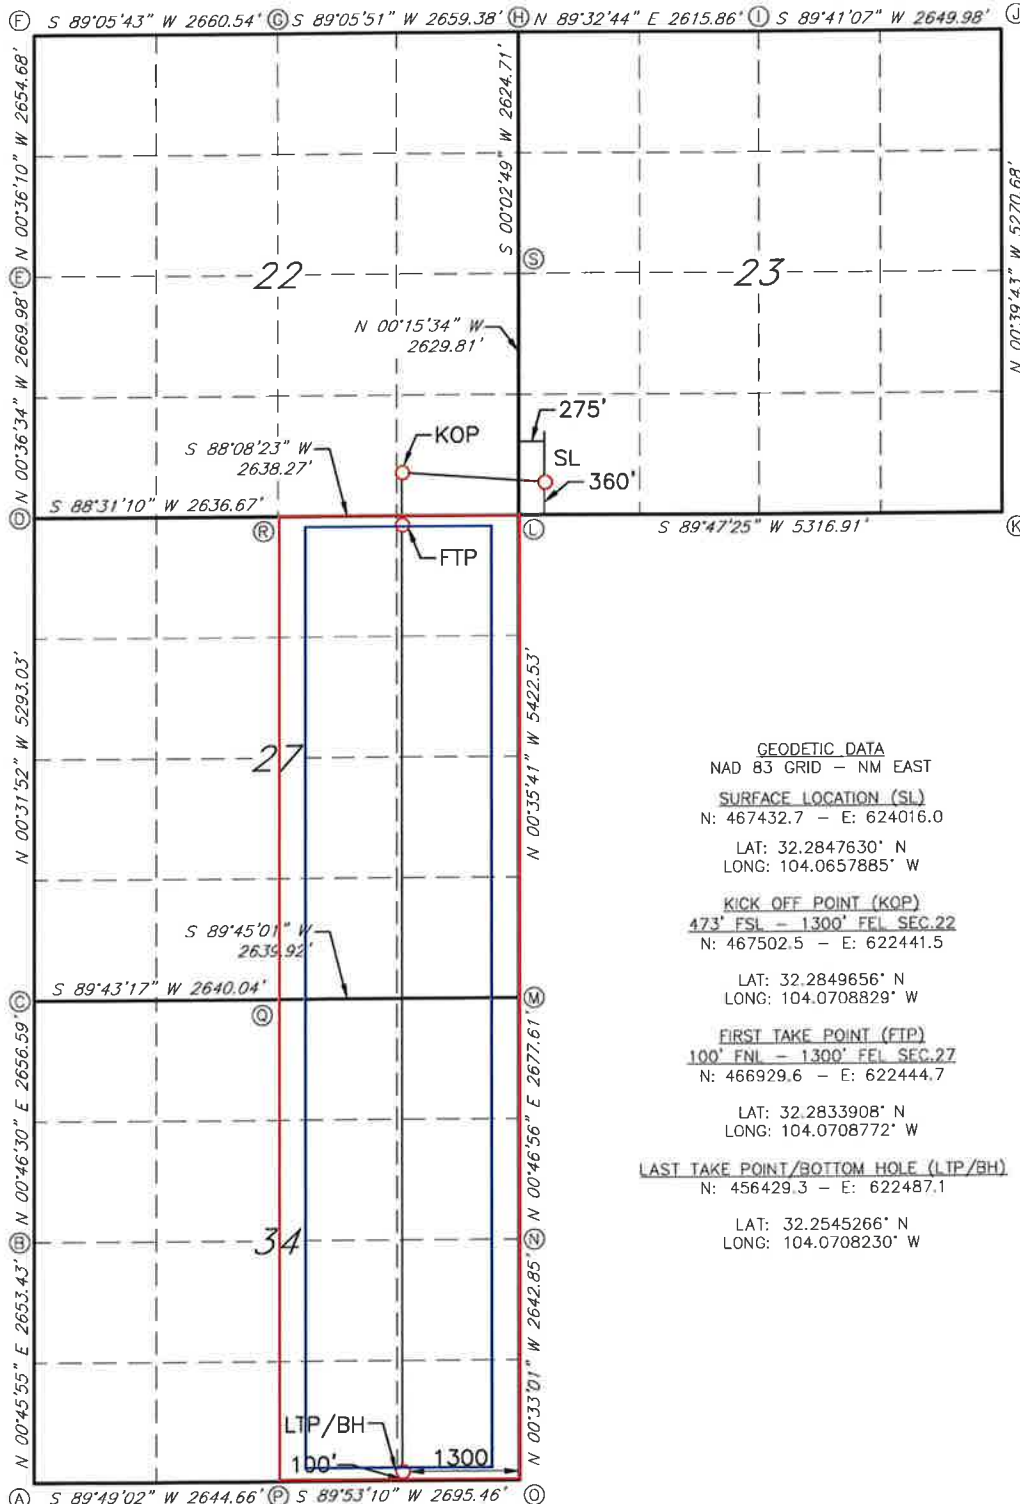 F S 89°05'43" W 2660.54' G S 89°05'51" W 2659.38' H N 89°32'44" E 2615.86' I S 89°41'07" W 2649.98' J
N 00°36'10" W 2654.68'
S 00°02'49" W 2624.71'
N 00°39'43" W 5270.68'
E
22
S
23
N 00°15'34" W
2629.81'
N 00°36'34" W 2669.98'
275'
KOP
SL
360'
S 88°08'23" W
2638.27'
S 88°31'10" W 2636.67'
D
R
L
S 89°47'25" W 5316.91'
K
FTP
N 00°31'52" W 5293.03'
N 00°35'41" W 5422.53'
27
GEODETIC DATA
NAD 83 GRID – NM EAST
SURFACE LOCATION (SL)
N: 467432.7 – E: 624016.0
LAT: 32.2847630° N
LONG: 104.0657885° W
KICK OFF POINT (KOP)
473' FSL – 1300' FEL SEC.22
N: 467502.5 – E: 622441.5
LAT: 32.2849656° N
LONG: 104.0708829° W
FIRST TAKE POINT (FTP)
100' FNL – 1300' FEL SEC.27
N: 466929.6 – E: 622444.7
LAT: 32.2833908° N
LONG: 104.0708772° W
LAST TAKE POINT/BOTTOM HOLE (LTP/BH)
N: 456429.3 – E: 622487.1
LAT: 32.2545266° N
LONG: 104.0708230° W
S 89°45'01" W
2639.92'
S 89°43'17" W 2640.04'
C
Q
M
N 00°46'30" E 2656.59'
N 00°46'56" E 2677.61'
B
34
N
N 00°45'55" E 2653.43'
N 00°33'01" W 2642.85'
LTP/BH
100'
1300
A S 89°49'02" W 2644.66' P S 89°53'10" W 2695.46' O